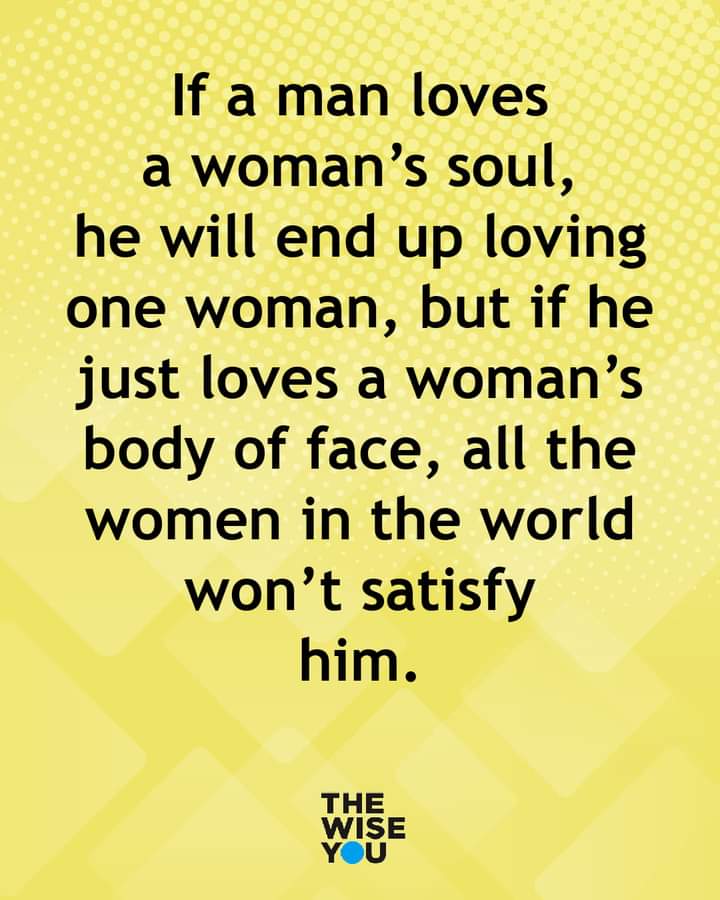 If a man loves
a woman’s soul,
he will end up loving
one woman, but if he
just loves a woman’s
body of face, all the
women in the world
won’t satisfy
him.
THE
WISE
YOU